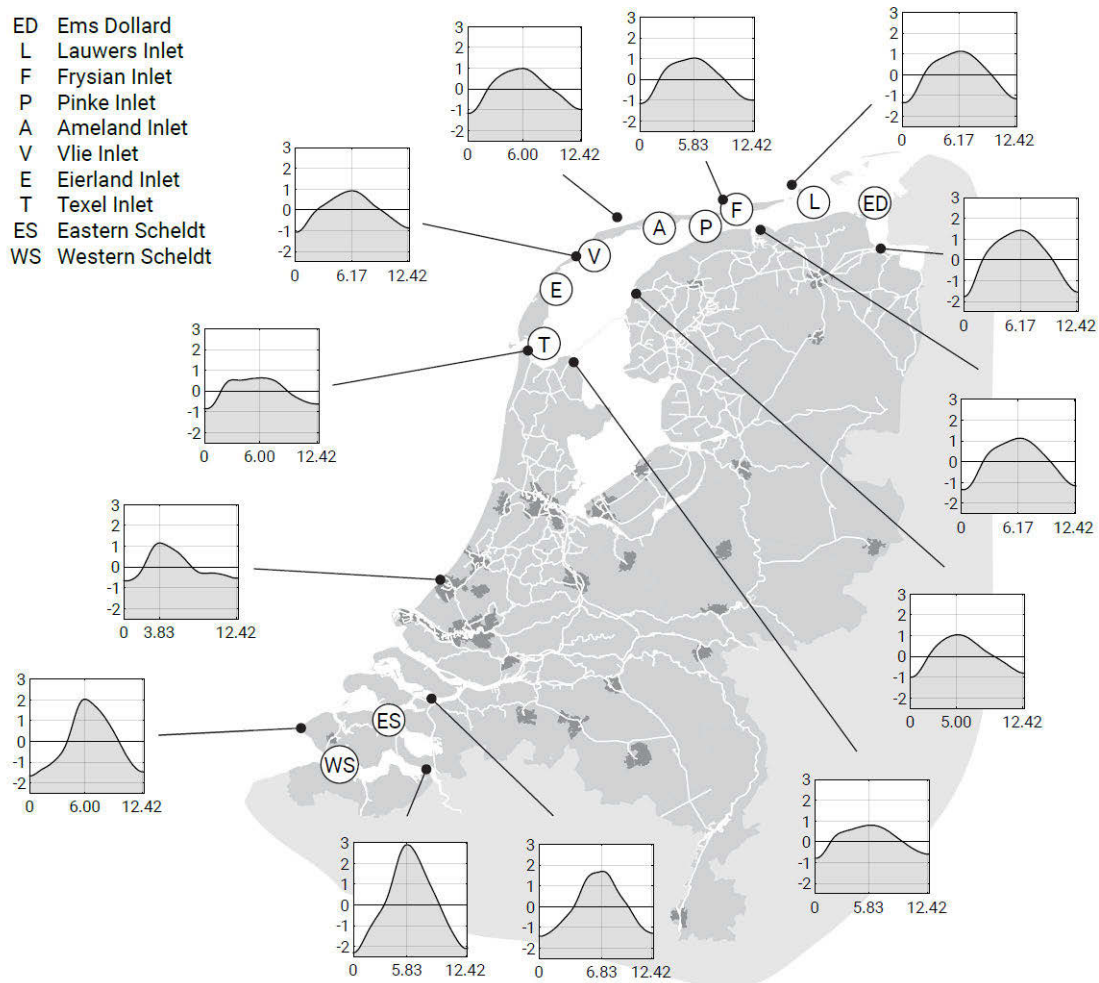 ED Ems Dollard
L Lauwers Inlet
F Frysian Inlet
P Pinke Inlet
A Ameland Inlet
V Vlie Inlet
E Eierland Inlet
T Texel Inlet
ES Eastern Scheldt
WS Western Scheldt
3
2
1
0
-1
-2
0 6.00 12.42
3
2
1
0
-1
-2
0 5.83 12.42
3
2
1
0
-1
-2
0 6.17 12.42
3
2
1
0
-1
-2
0 6.17 12.42
A P F L ED
V
E
T
3
2
1
0
-1
-2
0 6.17 12.42
3
2
1
0
-1
-2
0 6.00 12.42
3
2
1
0
-1
-2
0 6.17 12.42
3
2
1
0
-1
-2
0 3.83 12.42
3
2
1
0
-1
-2
0 5.00 12.42
3
2
1
0
-1
-2
0 6.00 12.42
ES
WS
3
2
1
0
-1
-2
0 5.83 12.42
3
2
1
0
-1
-2
0 5.83 12.42
3
2
1
0
-1
-2
0 6.83 12.42